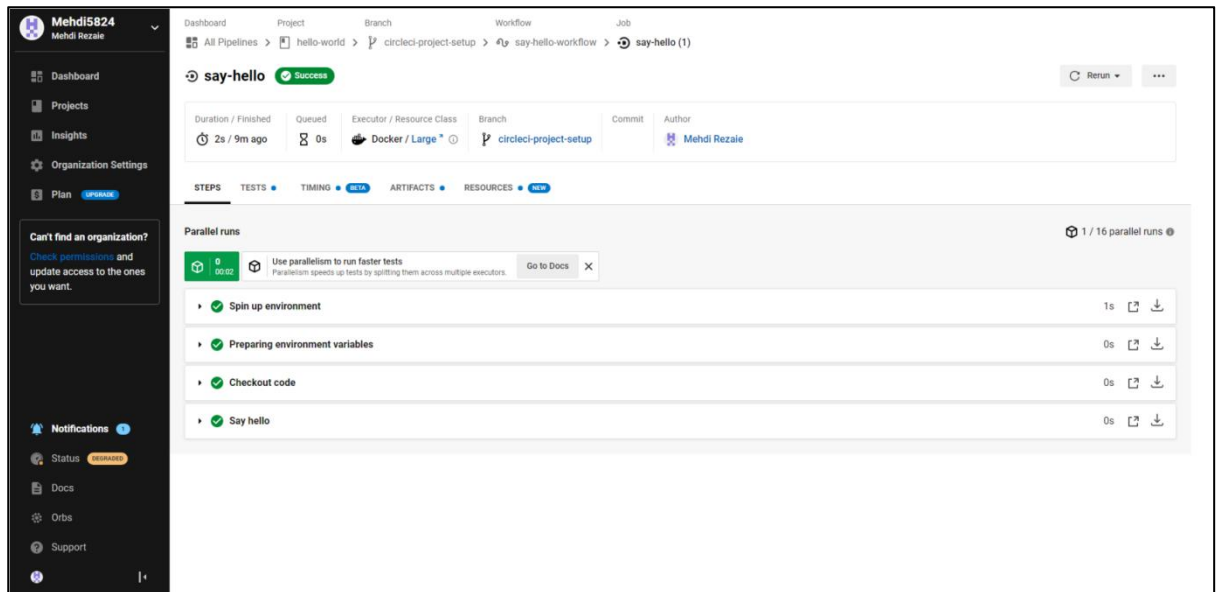 Mehdi5824
Mehdi Rezaie
Dashboard
Projects
Insights
Organization Settings
Plan UPGRADE
Can't find an organization?
Check permissions and
update access to the ones
you want.
Notifications 1
Status DEGRADED
Docs
Orbs
Support
Dashboard Project Branch Workflow Job
All Pipelines > hello-world > circleci-project-setup > say-hello-workflow > say-hello (1)
say-hello Success Rerun
Duration / Finished Queued Executor / Resource Class Branch Commit Author
2s / 9m ago 0s Docker / Large circleci-project-setup Mehdi Rezaie
STEPS TESTS TIMING BETA ARTIFACTS RESOURCES NEW
Parallel runs 1 / 16 parallel runs
0
00:02
Use parallelism to run faster tests
Parallelism speeds up tests by splitting them across multiple executors.
Go to Docs
Spin up environment 1s
Preparing environment variables 0s
Checkout code 0s
Say hello 0s